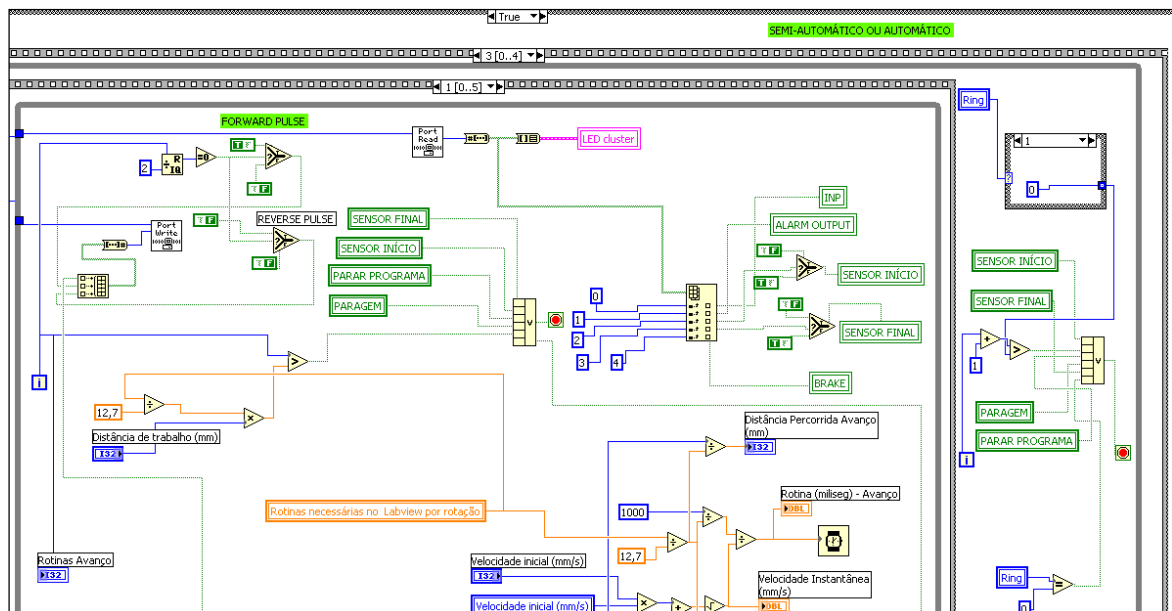 True
SEMI-AUTOMÁTICO OU AUTOMÁTICO
3 [0..4]
1 [0..5]
Ring
FORWARD PULSE
Port
Read
LED cluster
1
T F
R
IQ
=0
2
0
T F
INP
T F
REVERSE PULSE
SENSOR FINAL
ALARM OUTPUT
Port
Write
T F
T F
SENSOR INÍCIO
SENSOR INÍCIO
T F
SENSOR INÍCIO
PARAR PROGRAMA
T F
0
T F
SENSOR FINAL
PARAGEM
1
SENSOR FINAL
2
T F
3
4
1
i
BRAKE
12,7
PARAGEM
Distância de trabalho (mm)
I32
Distância Percorrida Avanço
(mm)
I32
PARAR PROGRAMA
i
Rotina (miliseg) - Avanço
DBL
Rotinas necessárias no Labview por rotação
1000
12,7
Rotinas Avanço
I32
Velocidade inicial (mm/s)
I32
Velocidade Instantânea
(mm/s)
DBL
Ring
Velocidade inicial (mm/s)
0